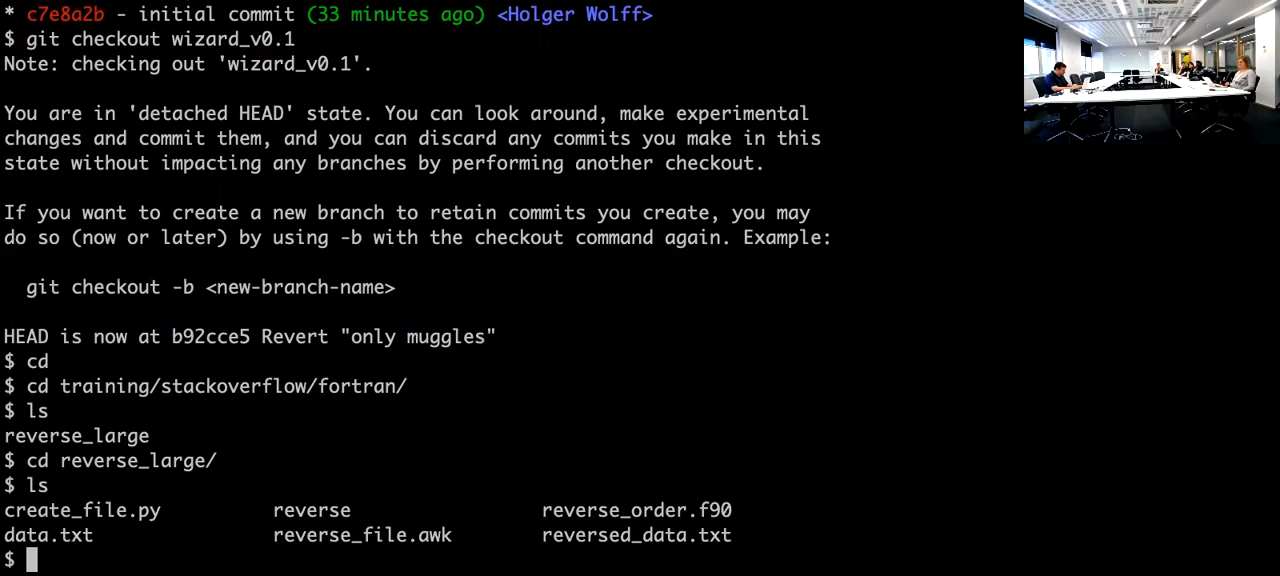 * c7e8a2b - initial commit (33 minutes ago) <Holger Wolff>
$ git checkout wizard_v0.1
Note: checking out 'wizard_v0.1'.
You are in 'detached HEAD' state. You can look around, make experimental
changes and commit them, and you can discard any commits you make in this
state without impacting any branches by performing another checkout.
If you want to create a new branch to retain commits you create, you may
do so (now or later) by using -b with the checkout command again. Example:
git checkout -b <new-branch-name>
HEAD is now at b92cce5 Revert "only muggles"
$ cd
$ cd training/stackoverflow/fortran/
$ ls
reverse_large
$ cd reverse_large/
$ ls
create_file.py reverse reverse_order.f90
data.txt reverse_file.awk reversed_data.txt
$